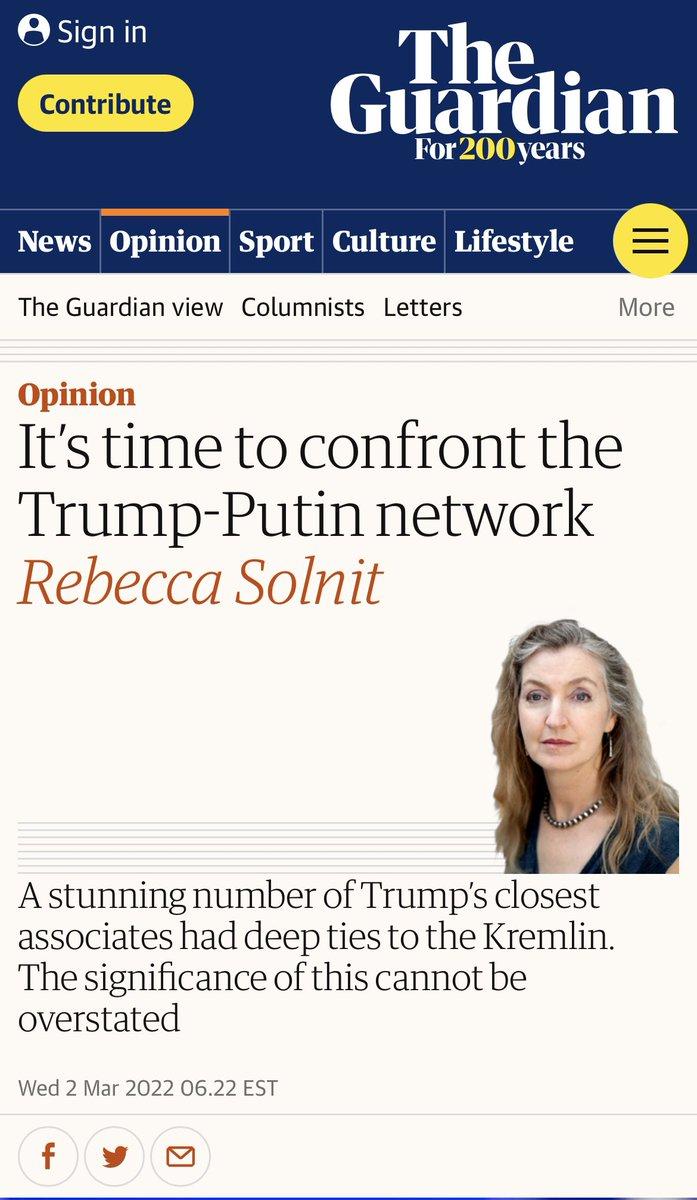 Sign in
Contribute
The
Guardian
For 200 years
News Opinion Sport Culture Lifestyle
The Guardian view Columnists Letters More
Opinion
It’s time to confront the
Trump-Putin network
Rebecca Solnit
A stunning number of Trump’s closest
associates had deep ties to the Kremlin.
The significance of this cannot be
overstated
Wed 2 Mar 2022 06.22 EST